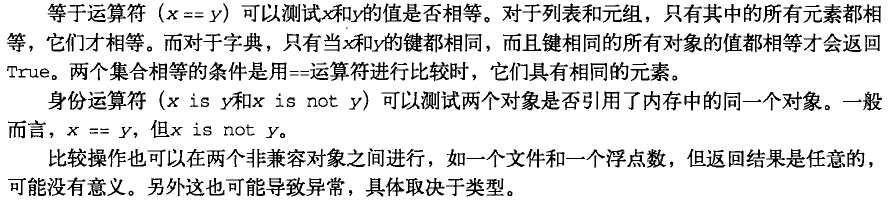 等于运算符（x == y）可以测试x和y的值是否相等。对于列表和元组，只有其中的所有元素都相
等，它们才相等。而对于字典，只有当x和y的键都相同，而且键相同的所有对象的值都相等才会返回
True。两个集合相等的条件是用==运算符进行比较时，它们具有相同的元素。
身份运算符（x is y和x is not y）可以测试两个对象是否引用了内存中的同一个对象。一般
而言，x == y，但x is not y。
比较操作也可以在两个非兼容对象之间进行，如一个文件和一个浮点数，但返回结果是任意的，
可能没有意义。另外这也可能导致异常，具体取决于类型。